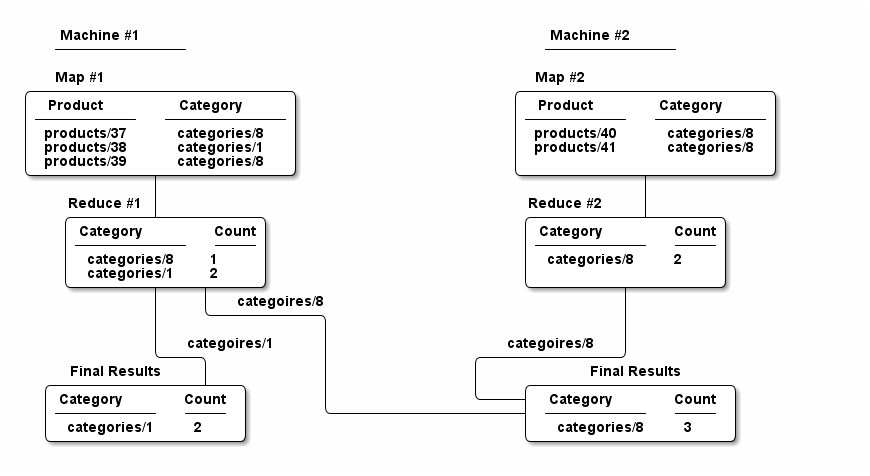 Machine #1
Machine #2
Map #1
Map #2
Product Category
products/37 categories/8
products/38 categories/1
products/39 categories/8
Product Category
products/40 categories/8
products/41 categories/8
Reduce #1
Reduce #2
Category Count
categories/8 1
categories/1 2
Category Count
categories/8 2
categoires/8
categoires/1
categoires/8
Final Results
Final Results
Category Count
categories/1 2
Category Count
categories/8 3